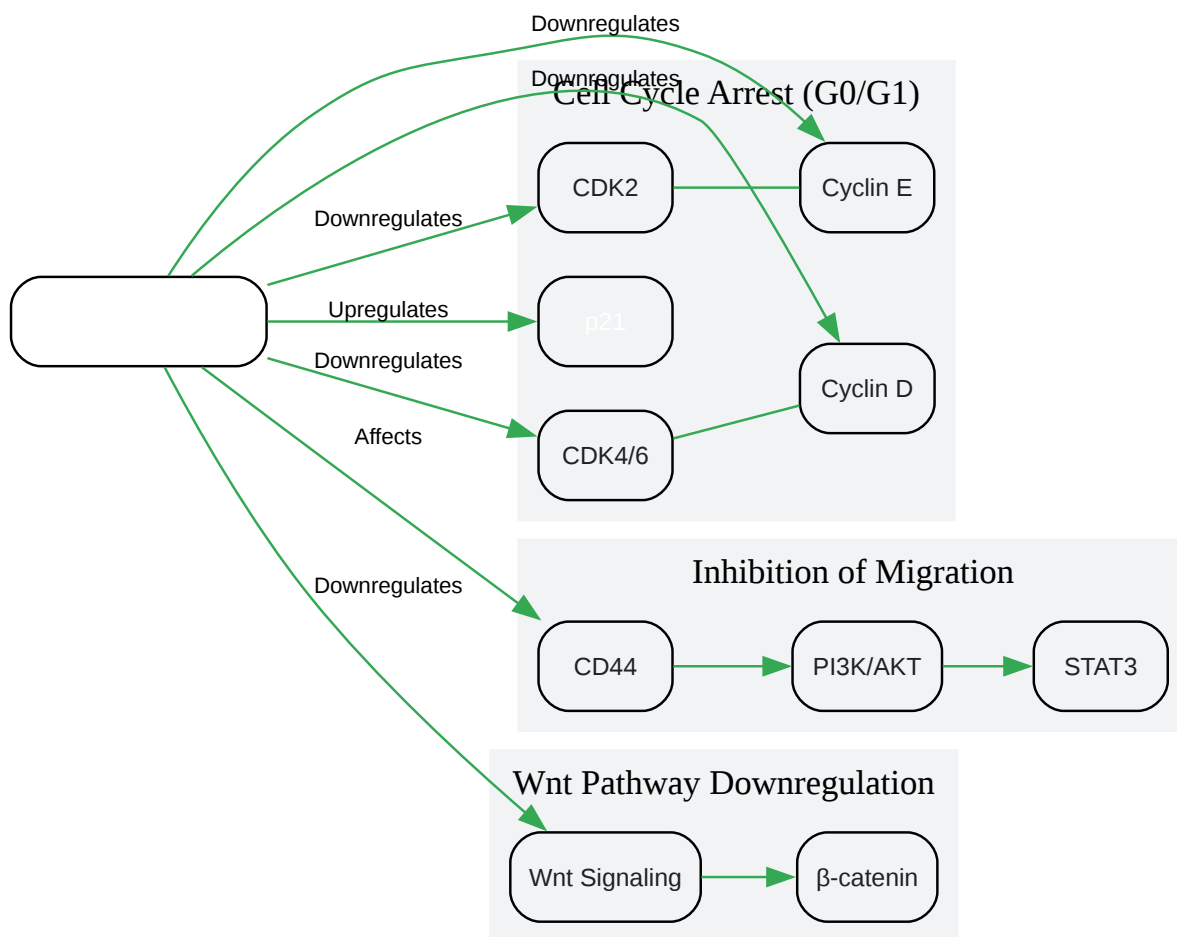 Downregulates
Downregulates
Cell Cycle Arrest (G0/G1)
CDK2
Cyclin E
Downregulates
Upregulates
p21
Downregulates
Cyclin D
Affects
CDK4/6
Inhibition of Migration
Downregulates
CD44
PI3K/AKT
STAT3
Wnt Pathway Downregulation
Wnt Signaling
β-catenin